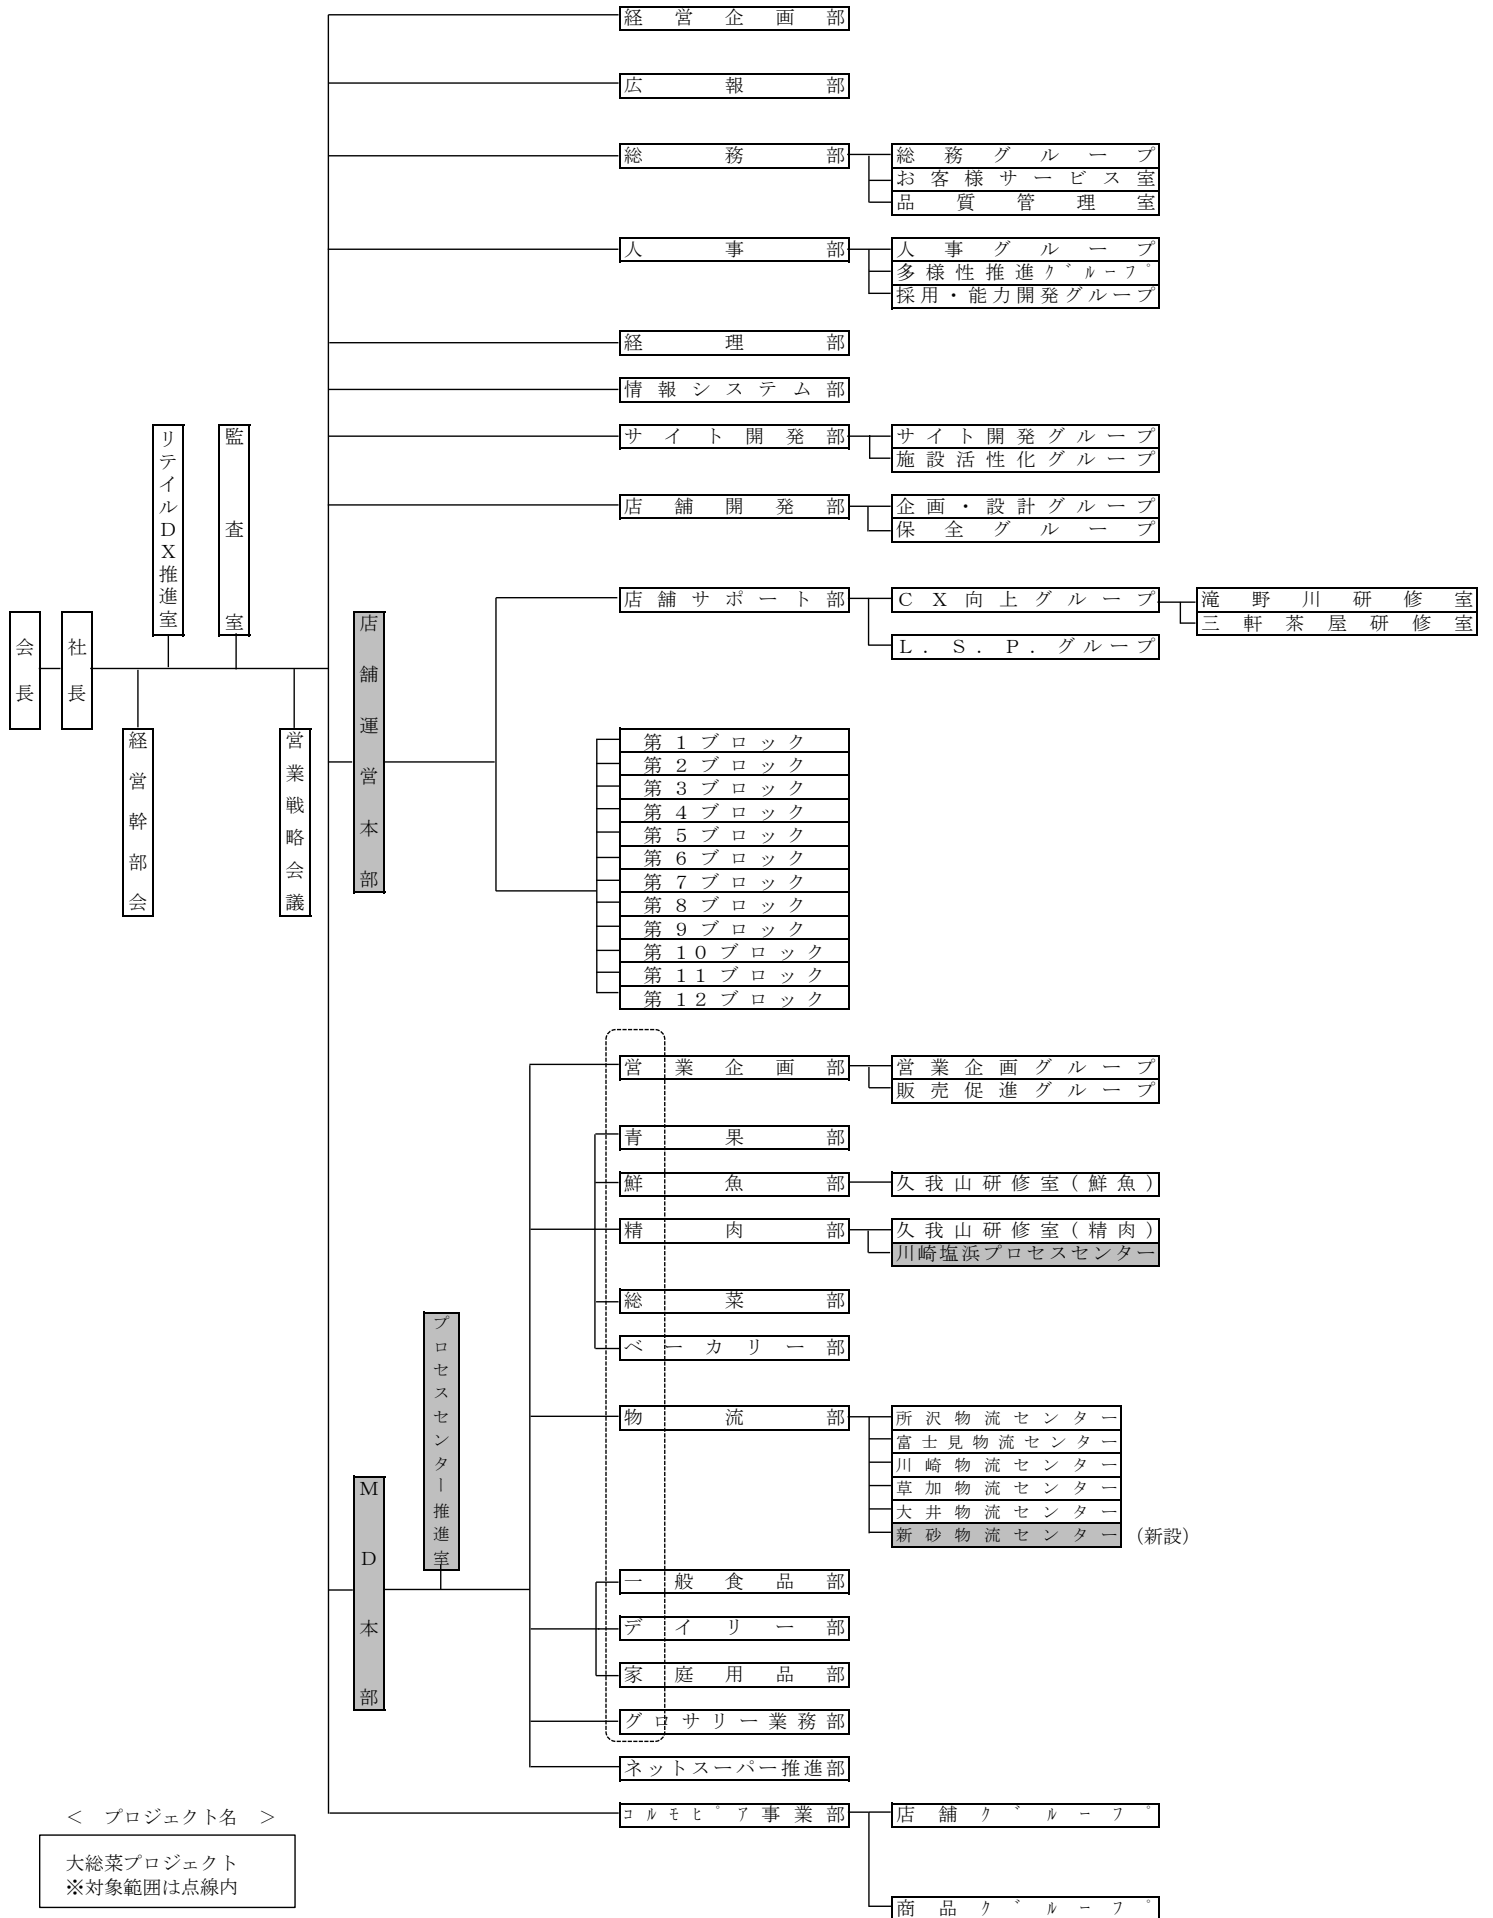 経営企画部
広報部
総務部
総務グループ
お客様サービス室
品質管理室
人事部
人事グループ
多様性推進ｸﾞﾙｰﾌﾟ
採用・能力開発グループ
経理部
情報システム部
サイト開発部
サイト開発グループ
施設活性化グループ
店舗開発部
企画・設計グループ
保全グループ
リテイルＤＸ推進室
監査室
会長
社長
経営幹部会
営業戦略会議
店舗運営本部
店舗サポート部
ＣＸ向上グループ
滝野川研修室
三軒茶屋研修室
Ｌ．Ｓ．Ｐ．グループ
第１ブロック
第２ブロック
第３ブロック
第４ブロック
第５ブロック
第６ブロック
第７ブロック
第８ブロック
第９ブロック
第１０ブロック
第１１ブロック
第１２ブロック
ＭＤ本部
プロセスセンター推進室
営業企画部
営業企画グループ
販売促進グループ
青果部
鮮魚部
久我山研修室(鮮魚)
精肉部
久我山研修室(精肉)
川崎塩浜プロセスセンター
総菜部
ベーカリー部
物流部
所沢物流センター
富士見物流センター
川崎物流センター
草加物流センター
大井物流センター
新砂物流センター (新設)
一般食品部
デイリー部
家庭用品部
グロサリー業務部
ネットスーパー推進部
ｺﾙﾓﾋﾟｱ事業部
店舗ｸﾞﾙｰﾌﾟ
商品ｸﾞﾙｰﾌﾟ
＜　プロジェクト名　＞
大総菜プロジェクト
※対象範囲は点線内